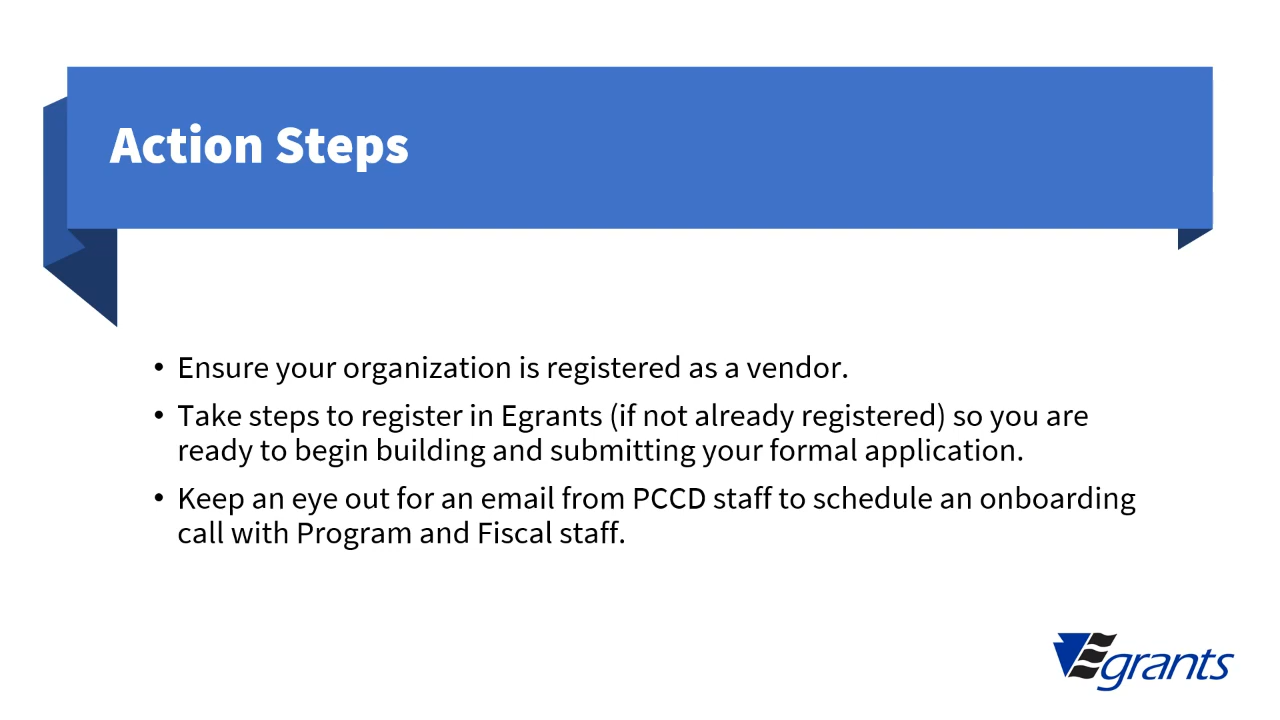 Action Steps
• Ensure your organization is registered as a vendor.
• Take steps to register in Egrants (if not already registered) so you are
ready to begin building and submitting your formal application.
• Keep an eye out for an email from PCCD staff to schedule an onboarding
call with Program and Fiscal staff.
Egrants